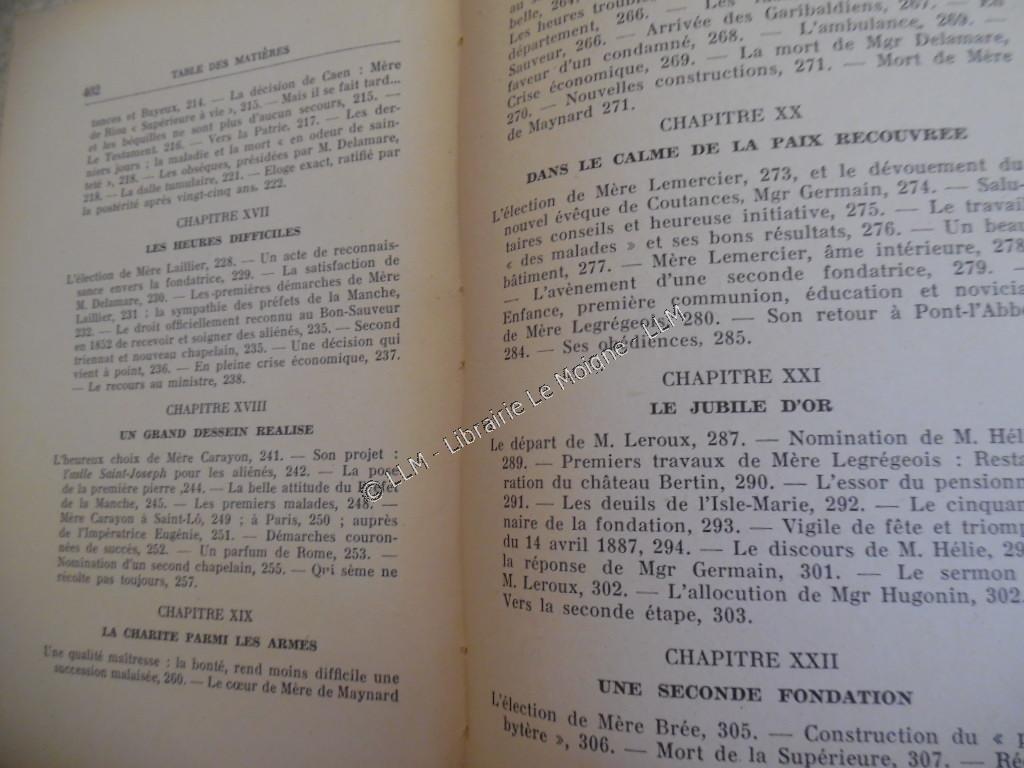 402
TABLE DES MATIÈRES
tances et Bayeux, 214. — La décision de Caen : Mère
de Riou « Supérieure à vie », 215. — Mais il se fait tard...
et les béquilles ne sont plus d'aucun secours, 215. —
Le Testament. 216. — Vers la Patrie. 217. — Les der-
niers jours : la maladie et la mort « en odeur de sain-
teté », 218. — Les obsèques, présidées par M. Delamare,
218. — La dalle tumulaire, 221. — Eloge exact, ratifié par
la postérité après vingt-cinq ans. 222.
CHAPITRE XVII
LES HEURES DIFFICILES
L'élection de Mère Laillier, 228. — Un acte de reconnais-
sance envers la fondatrice, 229. — La satisfaction de
M. Delamare, 230. — Les premières démarches de Mère
Laillier, 231 : la sympathie des préfets de la Manche,
232. — Le droit officiellement reconnu au Bon-Sauveur
en 1852 de recevoir et soigner des aliénés, 235. — Second
triennat et nouveau chapelain, 235. — Une décision qui
vient à point, 236. — En pleine crise économique, 237.
— Le recours au ministre, 238.
CHAPITRE XVIII
UN GRAND DESSEIN REALISE
L'heureux choix de Mère Carayon, 241. — Son projet :
l'asile Saint-Joseph pour les aliénés, 242. — La pose
de la première pierre ,244. — La belle attitude du Préfet
de la Manche, 245. — Les premiers malades, 248. —
Mère Carayon à Saint-Lô, 249 ; à Paris, 250 ; auprès
de l'Impératrice Eugénie, 251. — Démarches couron-
nées de succès, 252. — Un parfum de Rome, 253. —
Nomination d'un second chapelain, 255. — Qui sème ne
récolte pas toujours, 257.
CHAPITRE XIX
LA CHARITE PARMI LES ARMES
Une qualité maîtresse : la bonté, rend moins difficile une
succession malaisée, 260. — Le cœur de Mère de Maynard
au
belle, 264.
Les heures
département, 266. — Les
Sauveur, 266. — Arrivée des Garibaldiens, 267. — En
faveur d'un condamné, 268. — L'ambulance, 269. —
Crise économique, 269. — La mort de Mgr Delamare,
270. — Nouvelles constructions, 271. — Mort de Mère
de Maynard 271.
CHAPITRE XX
DANS LE CALME DE LA PAIX RECOUVREE
L'élection de Mère Lemercier, 273, et le dévouement du
nouvel évêque de Coutances, Mgr Germain, 274. — Salu-
taires conseils et heureuse initiative, 275. — Le travail
« des malades » et ses bons résultats, 276. — Un beau
bâtiment, 277. — Mère Lemercier, âme intérieure, 278
— L'avènement d'une seconde fondatrice, 279. —
Enfance, première communion, éducation et novicia
de Mère Legrégeois, 280. — Son retour à Pont-l'Abbé
284. — Ses obédiences, 285.
CHAPITRE XXI
LE JUBILE D'OR
Le départ de M. Leroux, 287. — Nomination de M. Héli
289. — Premiers travaux de Mère Legrégeois : Resta
ration du château Bertin, 290. — L'essor du pensionn
291. — Les deuils de l'Isle-Marie, 292. — Le cinquan
naire de la fondation, 293. — Vigile de fête et triomp
du 14 avril 1887, 294. — Le discours de M. Hélie, 29
la réponse de Mgr Germain, 301. — Le sermon
M. Leroux, 302. — L'allocution de Mgr Hugonin, 302.
Vers la seconde étape, 303.
CHAPITRE XXII
UNE SECONDE FONDATION
L'élection de Mère Brée, 305. — Construction du « p
bytère », 306. — Mort de la Supérieure, 307. — Ré
© LLM - Librairie Le Moigne - LLM